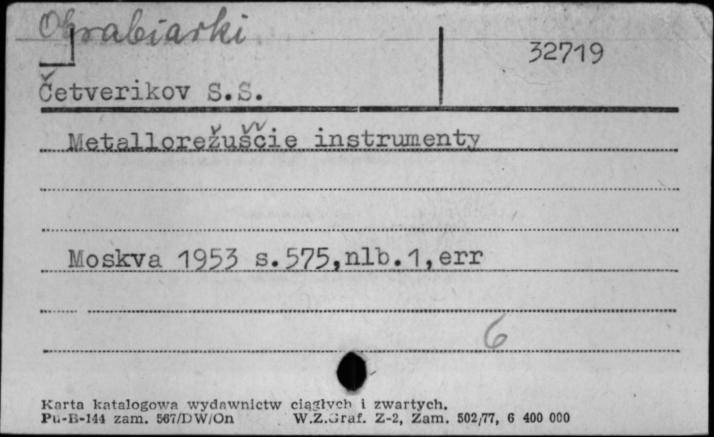 Obrabiarki
32719
Četverikov S.S.
Metallorežuščie instrumenty
Moskva 1953 s.575,nlb.1,err
6
Karta katalogowa wydawnictw ciągłych i zwartych.
Pu-B-144 zam. 567/DW/On W.Z.Graf. Z-2, Zam. 502/77, 6 400 000